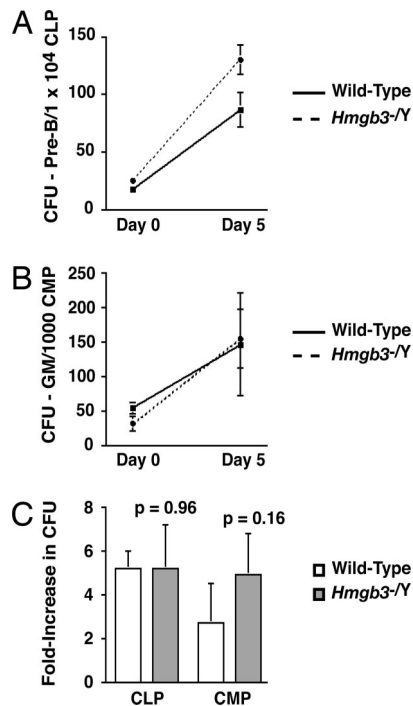 A
CFU - Pre-B/1 x 10⁴ CLP
150
100
50
0
Day 0 Day 5
Wild-Type
Hmgb3-/Y
B
CFU - GM/1000 CMP
250
200
150
100
50
0
Day 0 Day 5
Wild-Type
Hmgb3-/Y
C
Fold-Increase in CFU
8
6
4
2
0
p = 0.96
p = 0.16
CLP CMP
Wild-Type
Hmgb3-/Y